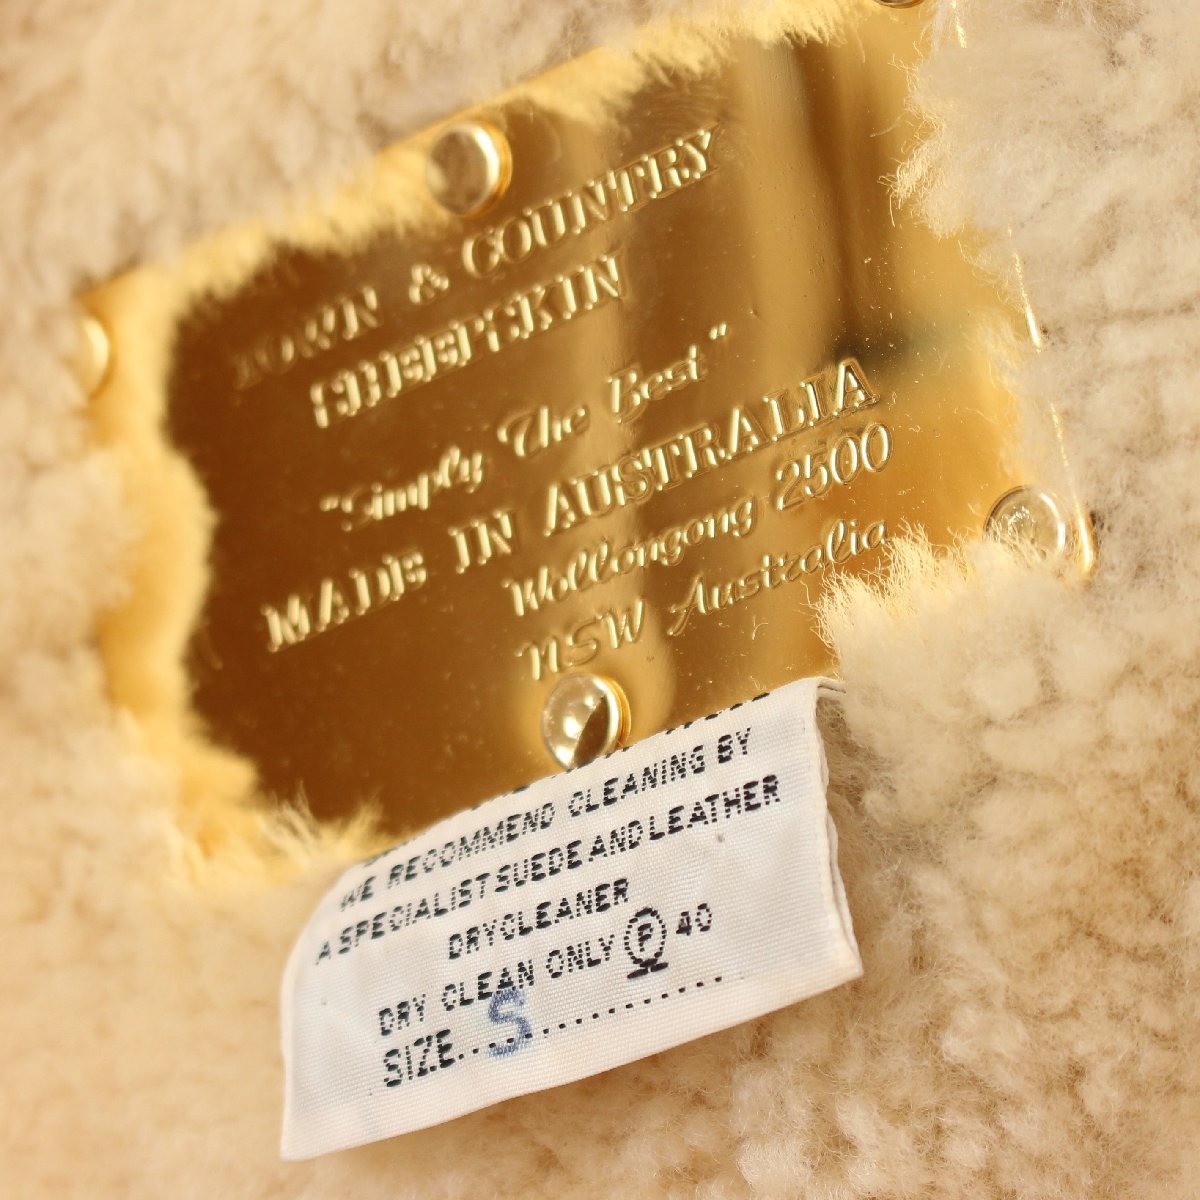 TOWN & COUNTRY
SHEEPSKIN
"Simply The Best"
MADE IN AUSTRALIA
Wollongong 2500
NSW Australia
WE RECOMMEND CLEANING BY
A SPECIALIST SUEDE AND LEATHER
DRYCLEANER
DRY CLEAN ONLY P 40
SIZE....S..............